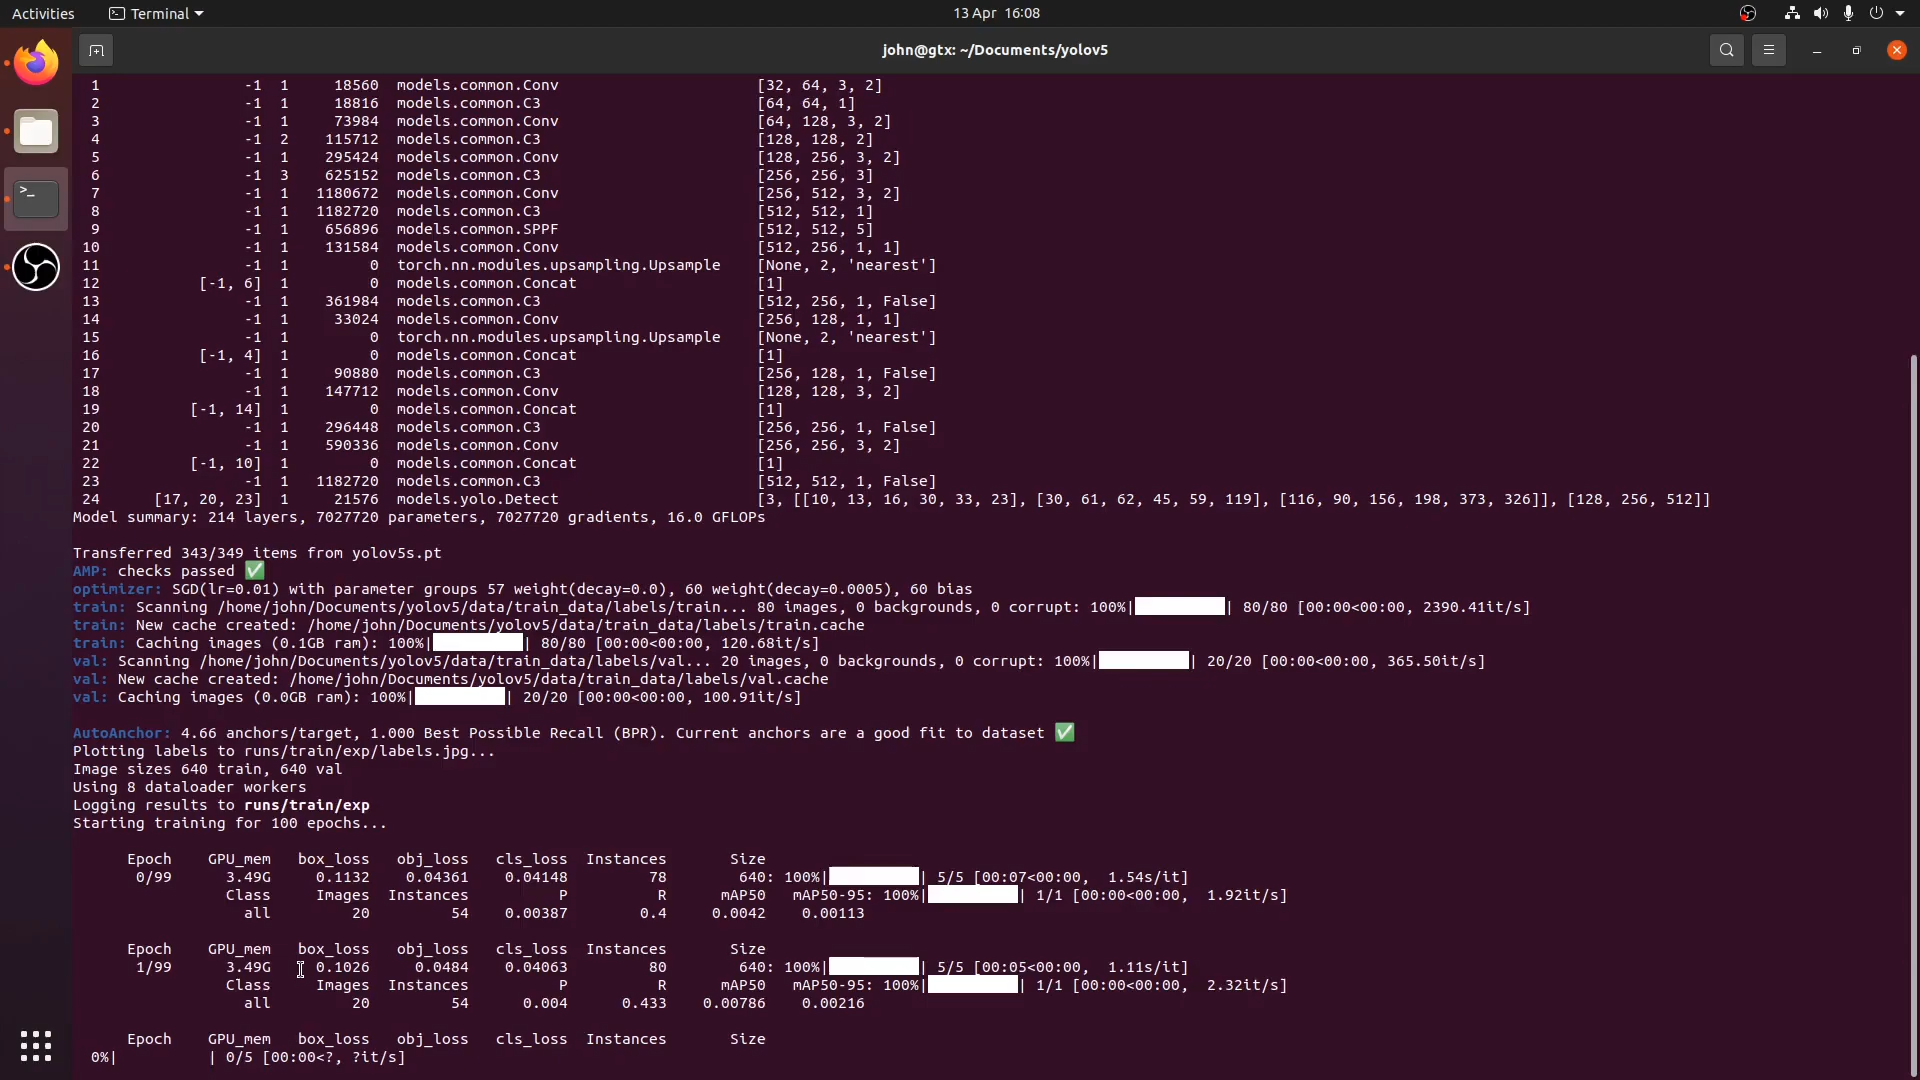 Activities Terminal 13 Apr 16:08
john@gtx: ~/Documents/yolov5
1 -1 1 18560 models.common.Conv [32, 64, 3, 2]
2 -1 1 18816 models.common.C3 [64, 64, 1]
3 -1 1 73984 models.common.Conv [64, 128, 3, 2]
4 -1 2 115712 models.common.C3 [128, 128, 2]
5 -1 1 295424 models.common.Conv [128, 256, 3, 2]
6 -1 3 625152 models.common.C3 [256, 256, 3]
7 -1 1 1180672 models.common.Conv [256, 512, 3, 2]
8 -1 1 1182720 models.common.C3 [512, 512, 1]
9 -1 1 656896 models.common.SPPF [512, 512, 5]
10 -1 1 131584 models.common.Conv [512, 256, 1, 1]
11 -1 1 0 torch.nn.modules.upsampling.Upsample [None, 2, 'nearest']
12 [-1, 6] 1 0 models.common.Concat [1]
13 -1 1 361984 models.common.C3 [512, 256, 1, False]
14 -1 1 33024 models.common.Conv [256, 128, 1, 1]
15 -1 1 0 torch.nn.modules.upsampling.Upsample [None, 2, 'nearest']
16 [-1, 4] 1 0 models.common.Concat [1]
17 -1 1 90880 models.common.C3 [256, 128, 1, False]
18 -1 1 147712 models.common.Conv [128, 128, 3, 2]
19 [-1, 14] 1 0 models.common.Concat [1]
20 -1 1 296448 models.common.C3 [256, 256, 1, False]
21 -1 1 590336 models.common.Conv [256, 256, 3, 2]
22 [-1, 10] 1 0 models.common.Concat [1]
23 -1 1 1182720 models.common.C3 [512, 512, 1, False]
24 [17, 20, 23] 1 21576 models.yolo.Detect [3, [[10, 13, 16, 30, 33, 23], [30, 61, 62, 45, 59, 119], [116, 90, 156, 198, 373, 326]], [128, 256, 512]]
Model summary: 214 layers, 7027720 parameters, 7027720 gradients, 16.0 GFLOPs
Transferred 343/349 items from yolov5s.pt
AMP: checks passed ✅
optimizer: SGD(lr=0.01) with parameter groups 57 weight(decay=0.0), 60 weight(decay=0.0005), 60 bias
train: Scanning /home/john/Documents/yolov5/data/train_data/labels/train... 80 images, 0 backgrounds, 0 corrupt: 100%|██████████| 80/80 [00:00<00:00, 2390.41it/s]
train: New cache created: /home/john/Documents/yolov5/data/train_data/labels/train.cache
train: Caching images (0.1GB ram): 100%|██████████| 80/80 [00:00<00:00, 120.68it/s]
val: Scanning /home/john/Documents/yolov5/data/train_data/labels/val... 20 images, 0 backgrounds, 0 corrupt: 100%|██████████| 20/20 [00:00<00:00, 365.50it/s]
val: New cache created: /home/john/Documents/yolov5/data/train_data/labels/val.cache
val: Caching images (0.0GB ram): 100%|██████████| 20/20 [00:00<00:00, 100.91it/s]
AutoAnchor: 4.66 anchors/target, 1.000 Best Possible Recall (BPR). Current anchors are a good fit to dataset ✅
Plotting labels to runs/train/exp/labels.jpg...
Image sizes 640 train, 640 val
Using 8 dataloader workers
Logging results to runs/train/exp
Starting training for 100 epochs...
Epoch GPU_mem box_loss obj_loss cls_loss Instances Size
0/99 3.49G 0.1132 0.04361 0.04148 78 640: 100%|██████████| 5/5 [00:07<00:00, 1.54s/it]
Class Images Instances P R mAP50 mAP50-95: 100%|██████████| 1/1 [00:00<00:00, 1.92it/s]
all 20 54 0.00387 0.4 0.0042 0.00113
Epoch GPU_mem box_loss obj_loss cls_loss Instances Size
1/99 3.49G 0.1026 0.0484 0.04063 80 640: 100%|██████████| 5/5 [00:05<00:00, 1.11s/it]
Class Images Instances P R mAP50 mAP50-95: 100%|██████████| 1/1 [00:00<00:00, 2.32it/s]
all 20 54 0.004 0.433 0.00786 0.00216
Epoch GPU_mem box_loss obj_loss cls_loss Instances Size
0%| | 0/5 [00:00<?, ?it/s]